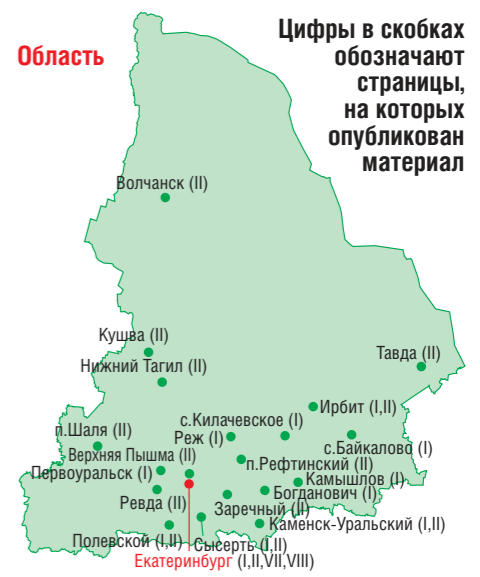 Область
Цифры в скобках
обозначают
страницы,
на которых
опубликован
материал
Волчанск (II)
Кушва (II)
Тавда (II)
Нижний Тагил (II)
Ирбит (I,II)
с.Килачевское (I)
п.Шаля (II)
Реж (I)
с.Байкалово (I)
Верхняя Пышма (II)
п.Рефтинский (II)
Первоуральск (I)
Камышлов (I)
Богданович (I)
Ревда (II)
Заречный (II)
Каменск-Уральский (I,II)
Полевской (I,II)
Сысерть (I,II)
Екатеринбург (I,II,VII,VIII)